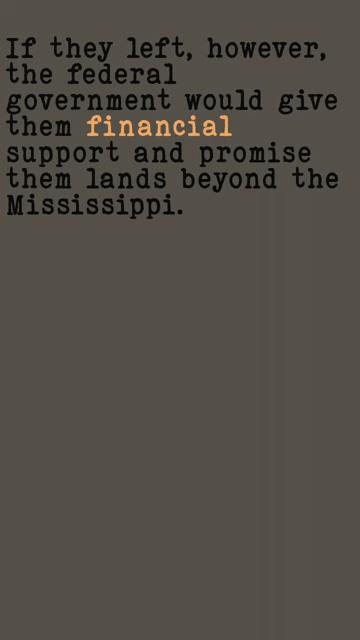 If they left, however,
the federal
government would give
them financial
support and promise
them lands beyond the
Mississippi.